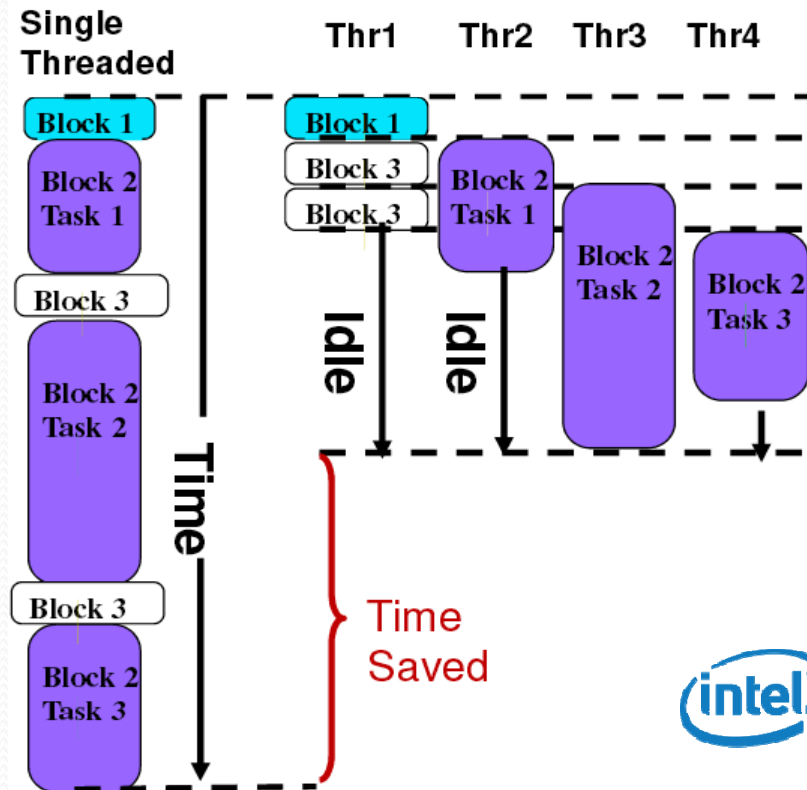 Single
Threaded
Thr1
Thr2
Thr3
Thr4
Block 1
Block 2
Task 1
Block 3
Block 2
Task 2
Block 3
Block 2
Task 3
Time
Block 1
Block 3
Block 3
Idle
Block 2
Task 1
Idle
Block 2
Task 2
Block 2
Task 3
Time
Saved
intel